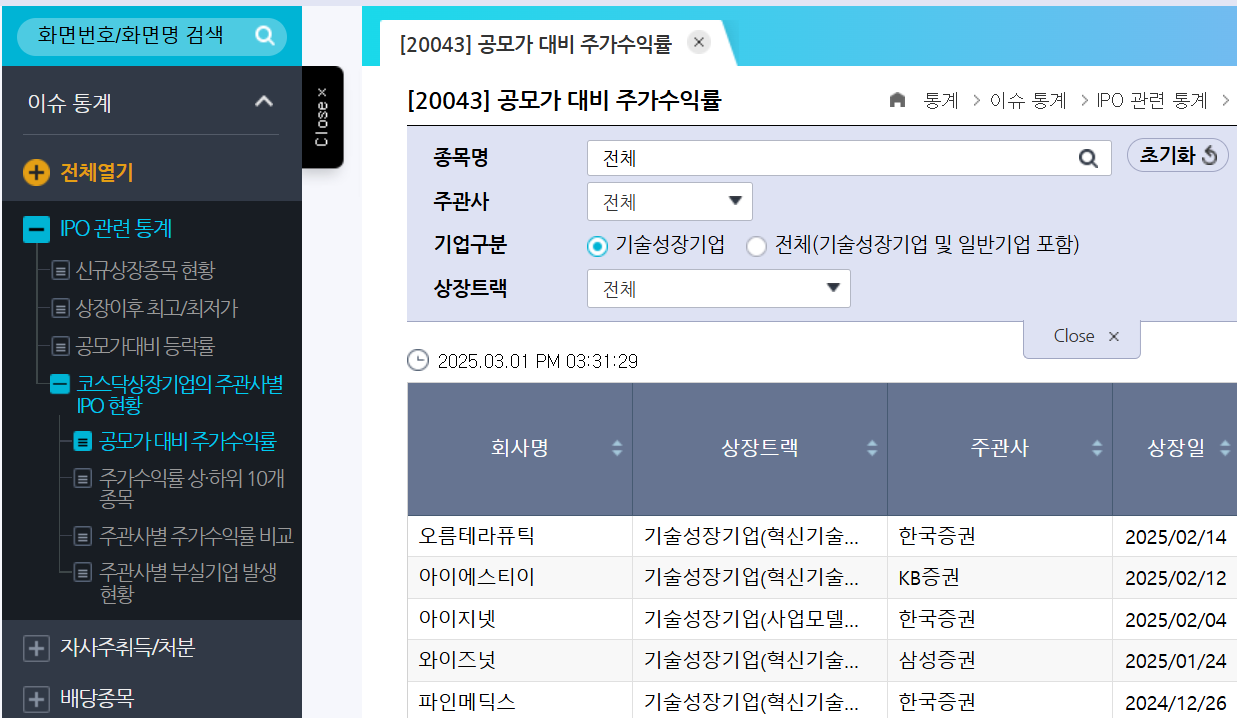 화면번호/화면명 검색
이슈 통계
Close ×
전체열기
IPO 관련 통계
신규상장종목 현황
상장이후 최고/최저가
공모가대비 등락률
코스닥상장기업의 주관사별
IPO 현황
공모가 대비 주가수익률
주가수익률 상·하위 10개
종목
주관사별 주가수익률 비교
주관사별 부실기업 발생
현황
자사주취득/처분
배당종목
[20043] 공모가 대비 주가수익률 ×
[20043] 공모가 대비 주가수익률
통계 > 이슈 통계 > IPO 관련 통계 >
종목명 전체 초기화
주관사 전체
기업구분 기술성장기업 전체(기술성장기업 및 일반기업 포함)
상장트랙 전체
Close ×
2025.03.01 PM 03:31:29
회사명 상장트랙 주관사 상장일
오름테라퓨틱 기술성장기업(혁신기술... 한국증권 2025/02/14
아이에스티이 기술성장기업(혁신기술... KB증권 2025/02/12
아이지넷 기술성장기업(사업모델... 한국증권 2025/02/04
와이즈넛 기술성장기업(혁신기술... 삼성증권 2025/01/24
파인메딕스 기술성장기업(혁신기술... 한국증권 2024/12/26